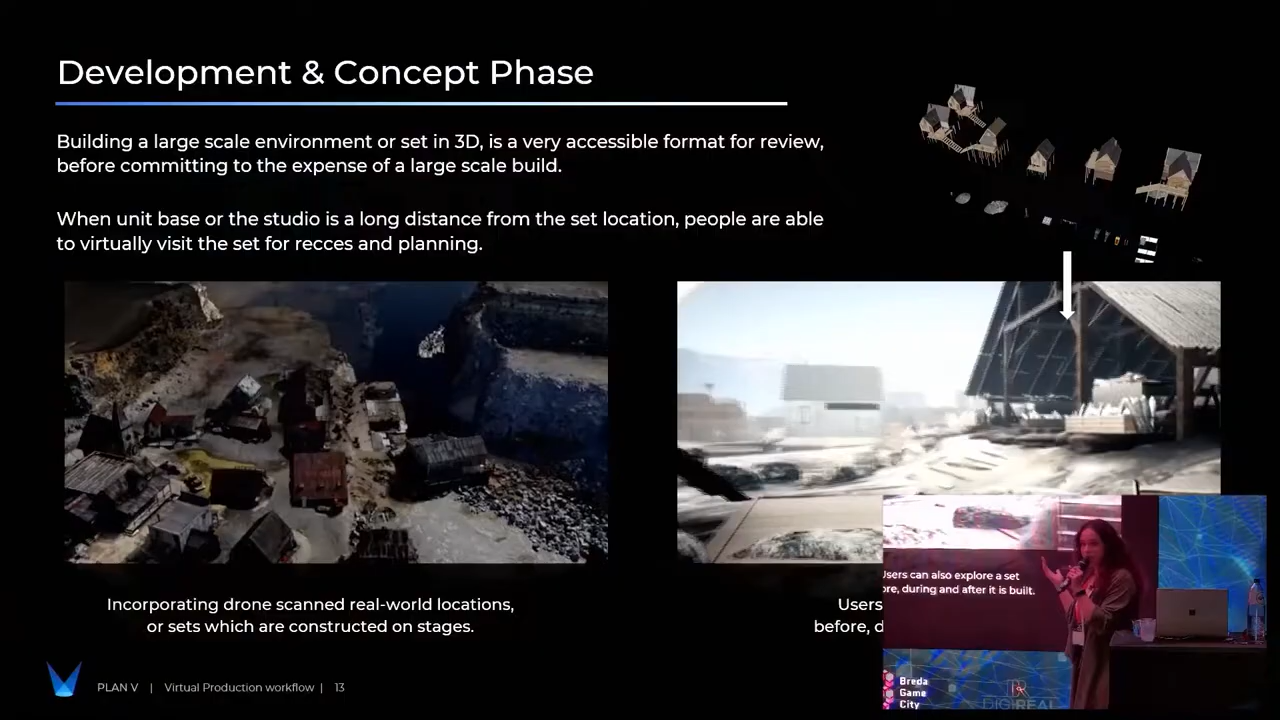 Development & Concept Phase
Building a large scale environment or set in 3D, is a very accessible format for review,
before committing to the expense of a large scale build.
When unit base or the studio is a long distance from the set location, people are able
to virtually visit the set for recces and planning.
Incorporating drone scanned real-world locations,
or sets which are constructed on stages.
Users
before, d
Users can also explore a set
ore, during and after it is built.
Breda
Game
City
DIGIREAL
PLAN V | Virtual Production workflow | 13